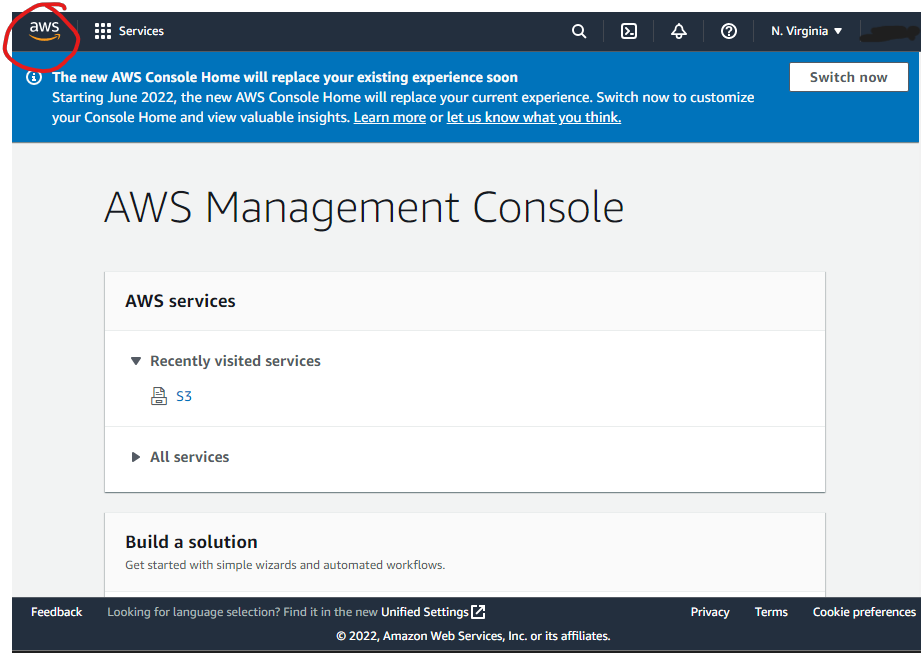 aws
Services
N. Virginia
The new AWS Console Home will replace your existing experience soon
Starting June 2022, the new AWS Console Home will replace your current experience. Switch now to customize
your Console Home and view valuable insights. Learn more or let us know what you think.
Switch now
AWS Management Console
AWS services
Recently visited services
S3
All services
Build a solution
Get started with simple wizards and automated workflows.
Feedback
Looking for language selection? Find it in the new Unified Settings
Privacy
Terms
Cookie preferences
© 2022, Amazon Web Services, Inc. or its affiliates.